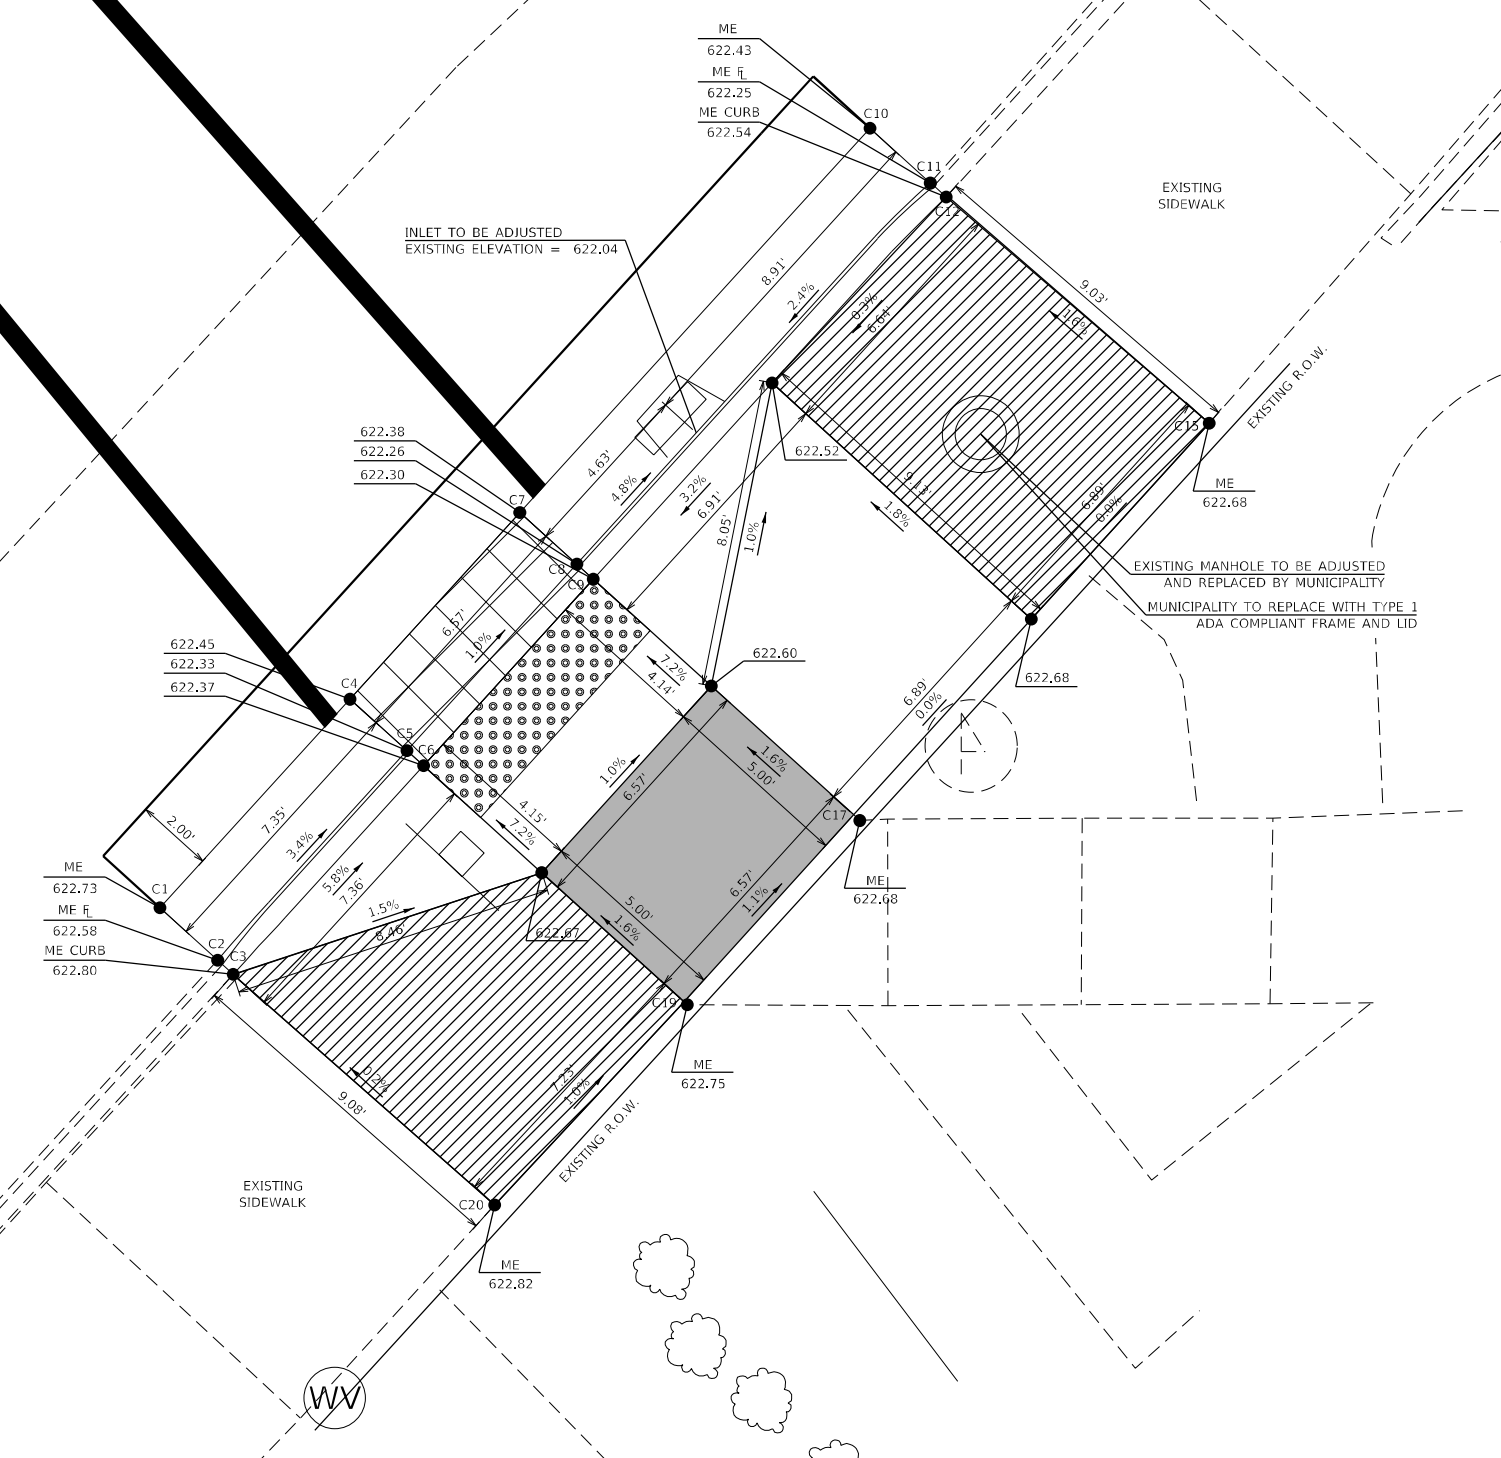 ME
622.43
ME FL
622.25
ME CURB
622.54
C10
C11
C12
EXISTING
SIDEWALK
INLET TO BE ADJUSTED
EXISTING ELEVATION = 622.04
8.91'
2.4%
0.3%
6.64'
9.03'
1.6%
EXISTING R.O.W.
C15
ME
622.68
622.38
622.26
622.30
4.63'
4.8%
3.2%
6.91'
622.52
9.13'
1.8%
6.89'
0.0%
8.05'
1.0%
C7
C8
C9
EXISTING MANHOLE TO BE ADJUSTED
AND REPLACED BY MUNICIPALITY
MUNICIPALITY TO REPLACE WITH TYPE 1
ADA COMPLIANT FRAME AND LID
622.45
622.33
622.37
6.57'
1.0%
7.2%
4.14'
622.60
622.68
6.89'
0.0%
C4
C5
C6
1.0%
6.57'
1.6%
5.00'
C17
ME
622.68
2.00'
7.35'
3.4%
5.8%
7.36'
4.15'
7.2%
ME
622.73
ME FL
622.58
ME CURB
622.80
C1
C2
C3
1.5%
8.46'
622.67
5.00'
1.6%
6.57'
1.1%
C19
ME
622.75
0.2%
9.08'
7.23'
1.0%
EXISTING R.O.W.
EXISTING
SIDEWALK
C20
ME
622.82
WV